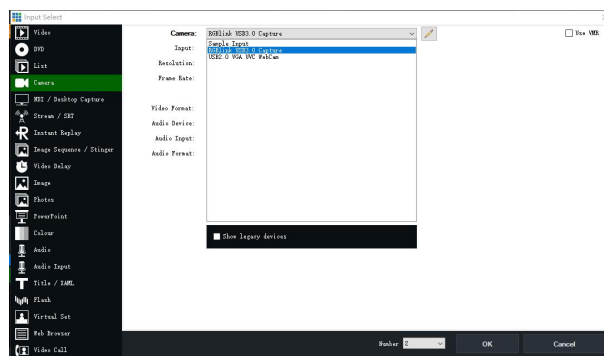 Input Select
Video
DVD
List
Camera
NDI / Desktop Capture
Stream / SRT
Instant Replay
Image Sequence / Stinger
Video Delay
Image
Photos
PowerPoint
Colour
Audio
Audio Input
Title / XAML
Flash
Virtual Set
Web Browser
Video Call
Camera: RGBlink USB3.0 Capture
Use VMR
Input:
Resolution:
Frame Rate:
Video Format:
Audio Device:
Audio Input:
Audio Format:
Sample Input
RGBlink USB3.0 Capture
USB2.0 VGA UVC WebCam
Show legacy devices
Number 2
OK
Cancel